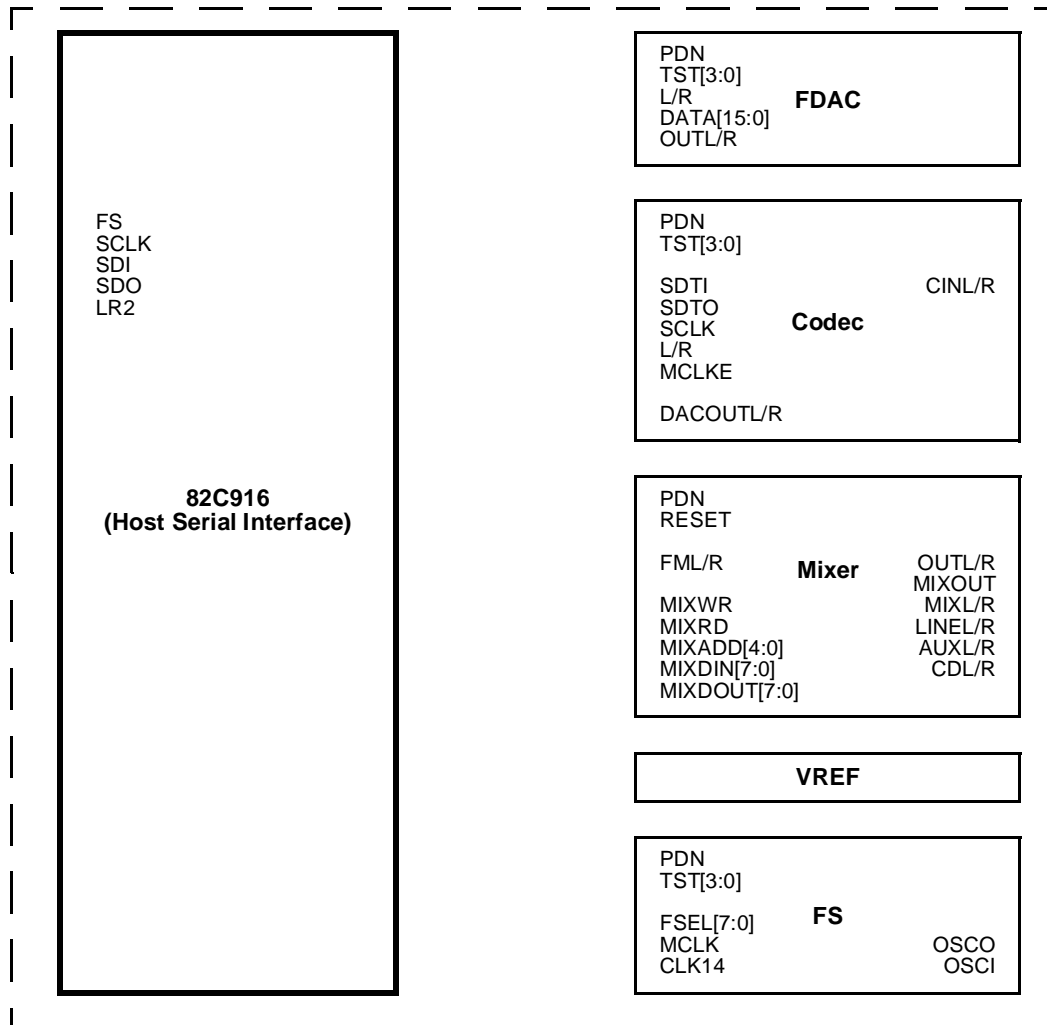 FS
SCLK
SDI
SDO
LR2
82C916
(Host Serial Interface)
PDN
TST[3:0]
L/R
FDAC
DATA[15:0]
OUTL/R
PDN
TST[3:0]
SDTI CINL/R
SDTO
SCLK
Codec
L/R
MCLKE
DACOUTL/R
PDN
RESET
FML/R Mixer OUTL/R
MIXOUT
MIXWR MIXL/R
MIXRD LINEL/R
MIXADD[4:0] AUXL/R
MIXDIN[7:0] CDL/R
MIXDOUT[7:0]
VREF
PDN
TST[3:0]
FSEL[7:0] FS
MCLK OSCO
CLK14 OSCI